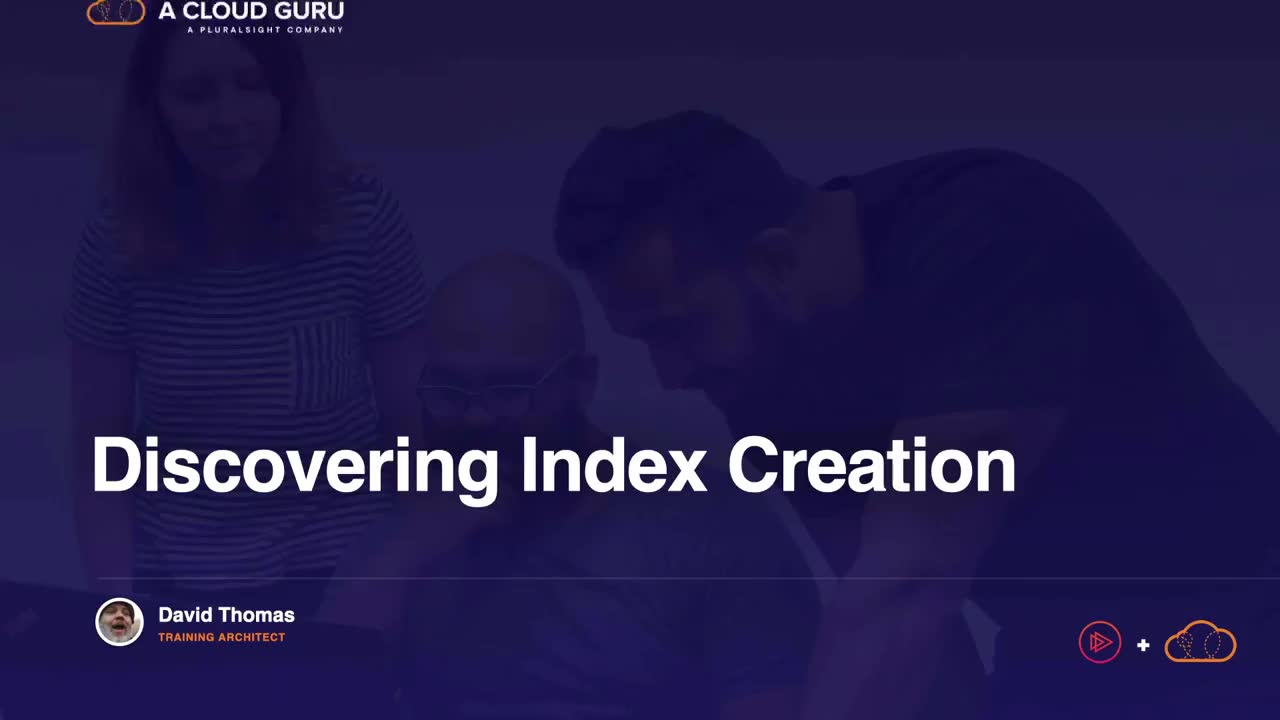 A CLOUD GURU
A PLURALSIGHT COMPANY
Discovering Index Creation
David Thomas
TRAINING ARCHITECT
+